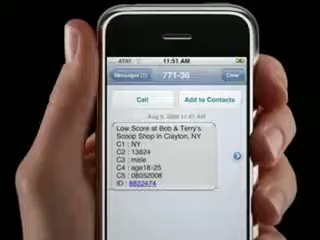 AT&T 11:51 AM
Messages (1) 771-36 Clear
Call Add to Contacts
Aug 5, 2008 11:51 AM
Low Score at Bob & Terry's
Scoop Shop in Clayton, NY
C1 : NY
C2 : 13624
C3 : male
C4 : age18-25
C5 : 08052008
ID : 8822474